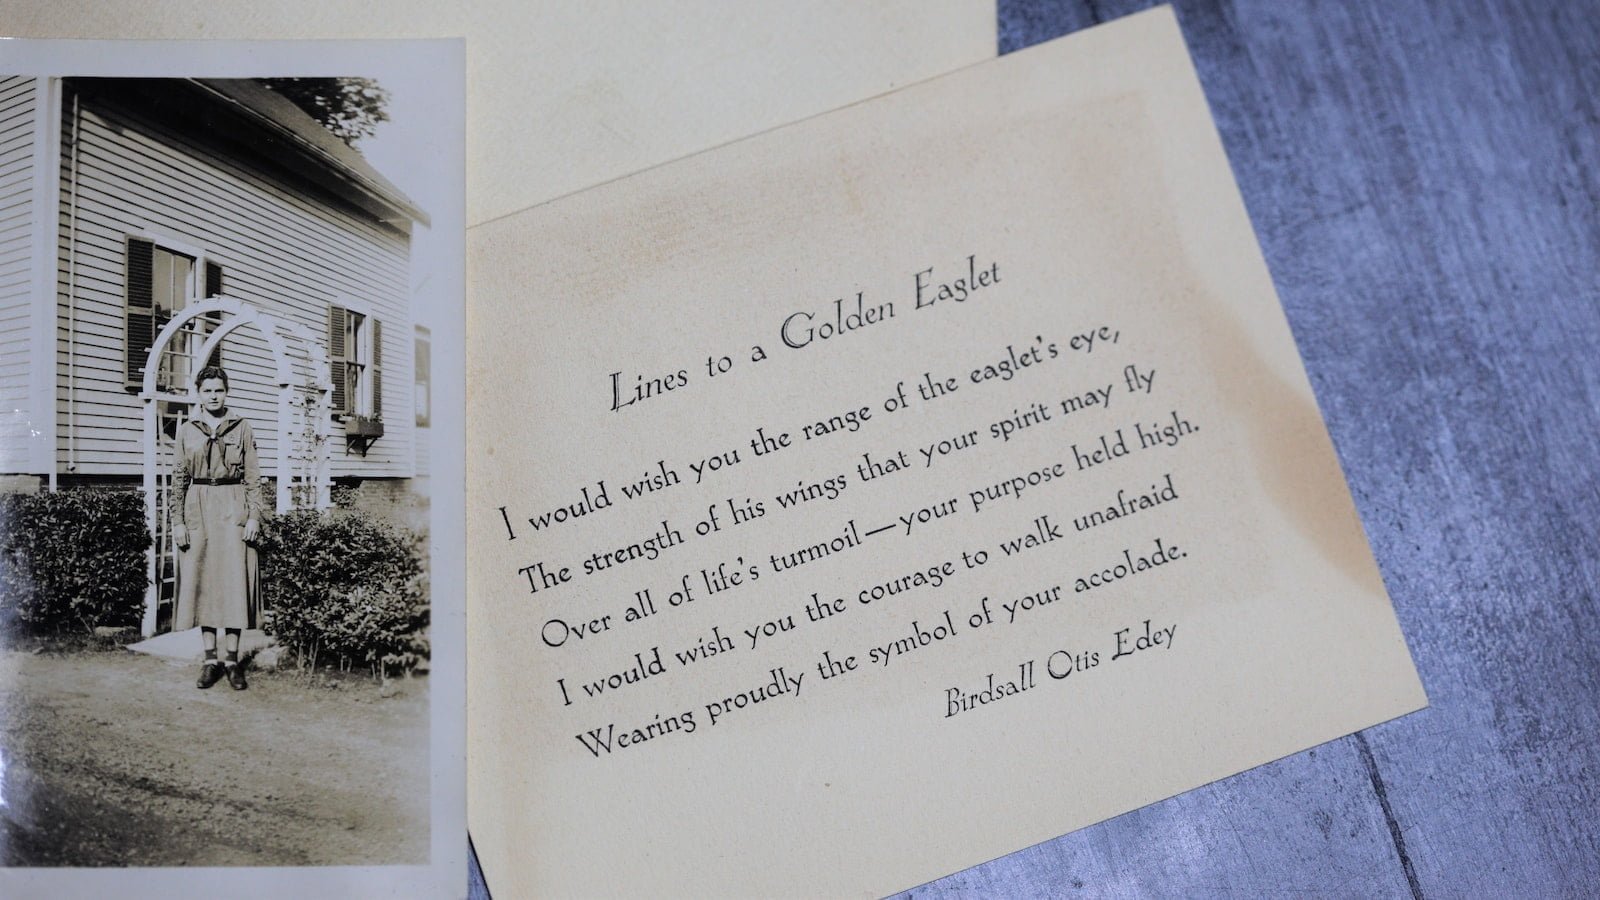 Lines to a Golden Eaglet
I would wish you the range of the eaglet's eye,
The strength of his wings that your spirit may fly
Over all of life's turmoil—your purpose held high.
I would wish you the courage to walk unafraid
Wearing proudly the symbol of your accolade.
Birdsall Otis Edey